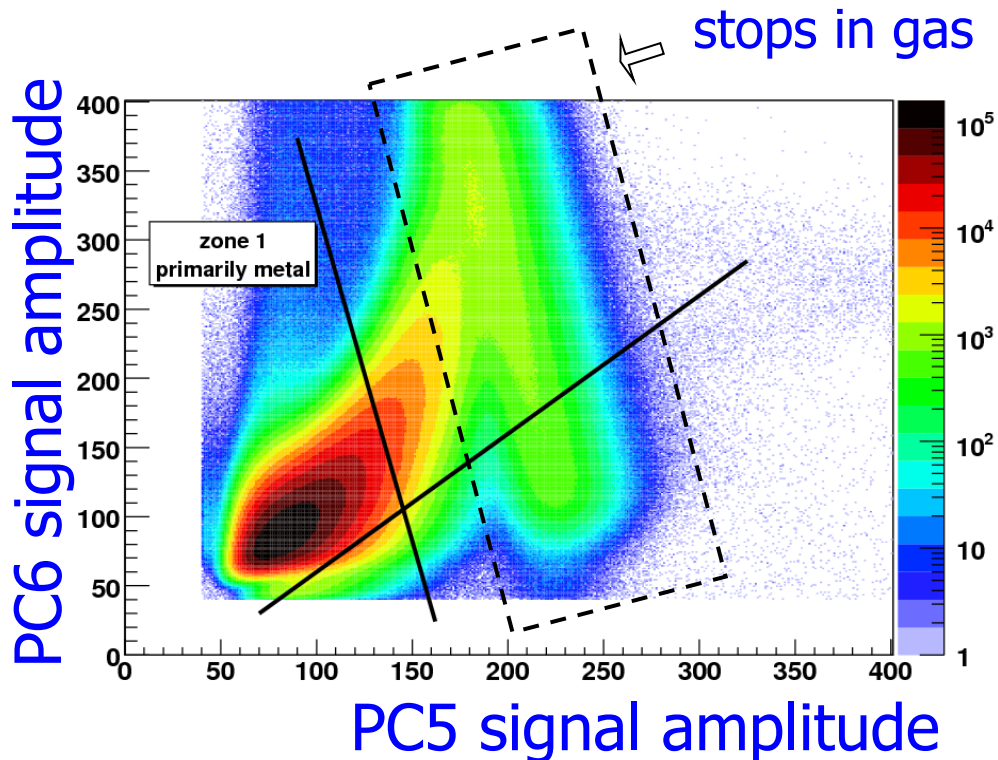 stops in gas
PC6 signal amplitude
400
350
300
250
200
150
100
50
0
zone 1
primarily metal
0 50 100 150 200 250 300 350 400
PC5 signal amplitude
10⁵
10⁴
10³
10²
10
1